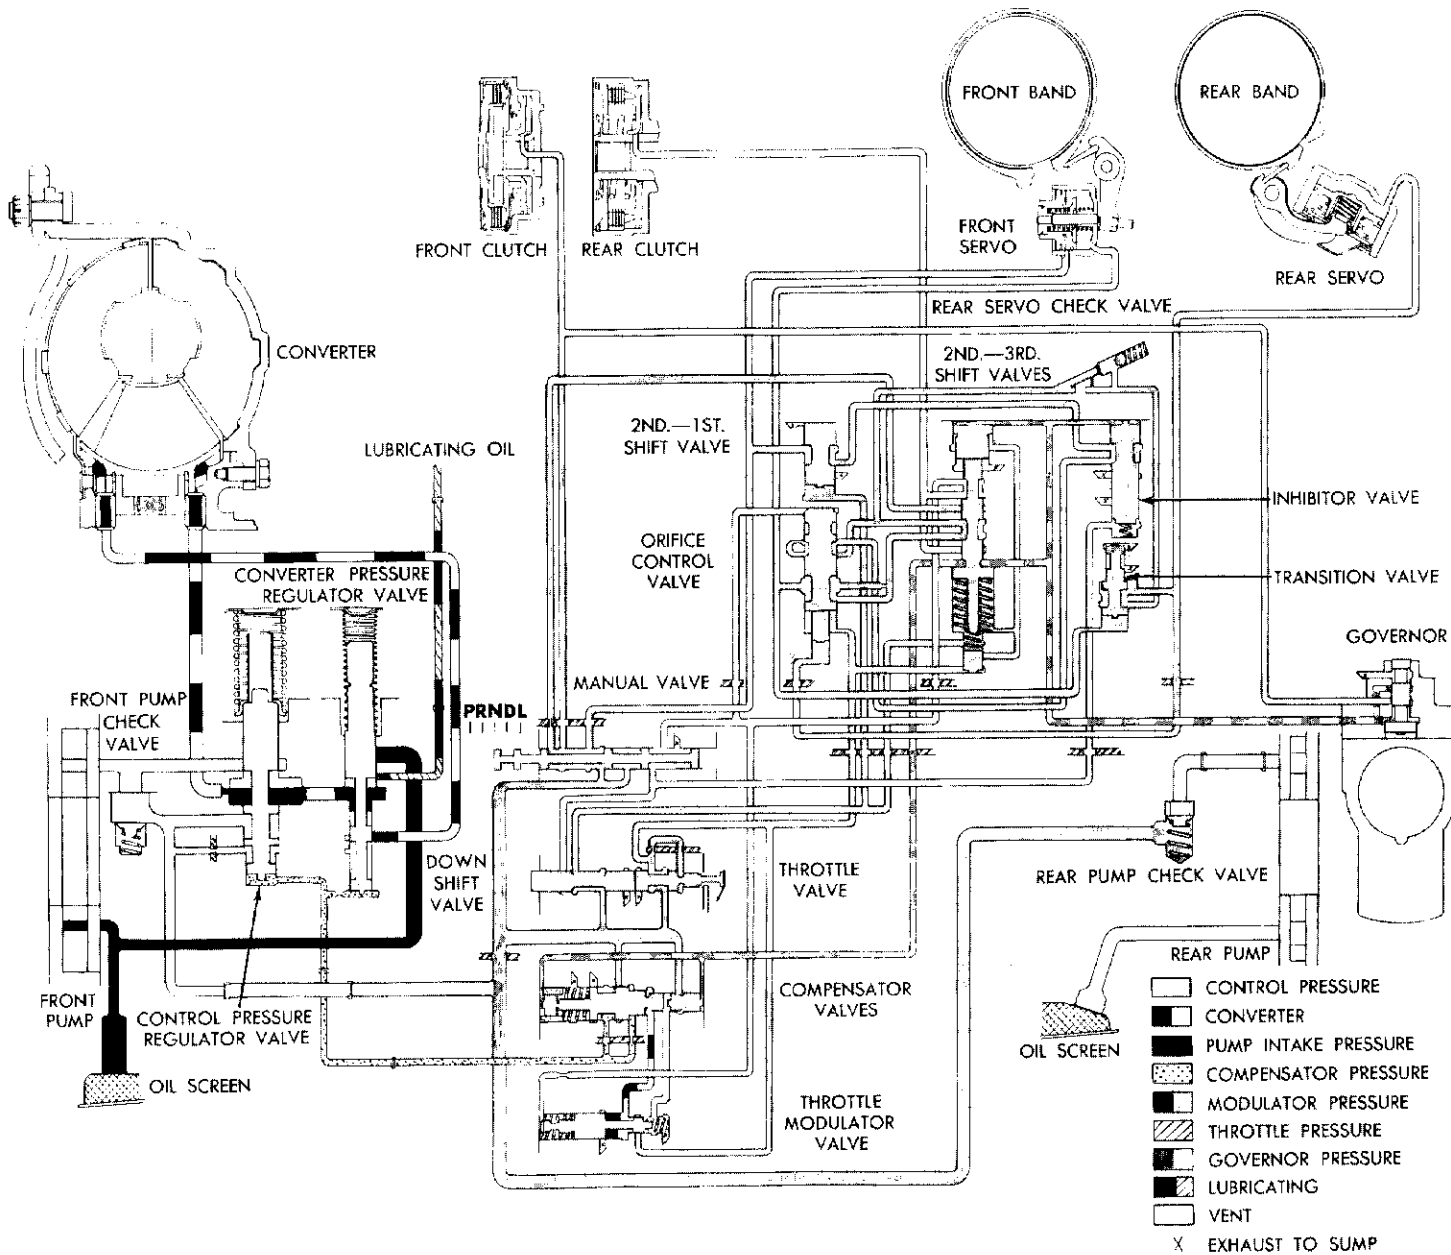 FRONT BAND
REAR BAND
FRONT CLUTCH
REAR CLUTCH
FRONT
SERVO
REAR SERVO
REAR SERVO CHECK VALVE
CONVERTER
2ND.—3RD.
SHIFT VALVES
2ND.—1ST.
SHIFT VALVE
LUBRICATING OIL
INHIBITOR VALVE
ORIFICE
CONTROL
VALVE
CONVERTER PRESSURE
REGULATOR VALVE
TRANSITION VALVE
GOVERNOR
MANUAL VALVE
FRONT PUMP
CHECK
VALVE
PRNDL
DOWN
SHIFT
VALVE
THROTTLE
VALVE
REAR PUMP CHECK VALVE
REAR PUMP
FRONT
PUMP
CONTROL PRESSURE
REGULATOR VALVE
COMPENSATOR
VALVES
OIL SCREEN
OIL SCREEN
THROTTLE
MODULATOR
VALVE
CONTROL PRESSURE
CONVERTER
PUMP INTAKE PRESSURE
COMPENSATOR PRESSURE
MODULATOR PRESSURE
THROTTLE PRESSURE
GOVERNOR PRESSURE
LUBRICATING
VENT
X EXHAUST TO SUMP